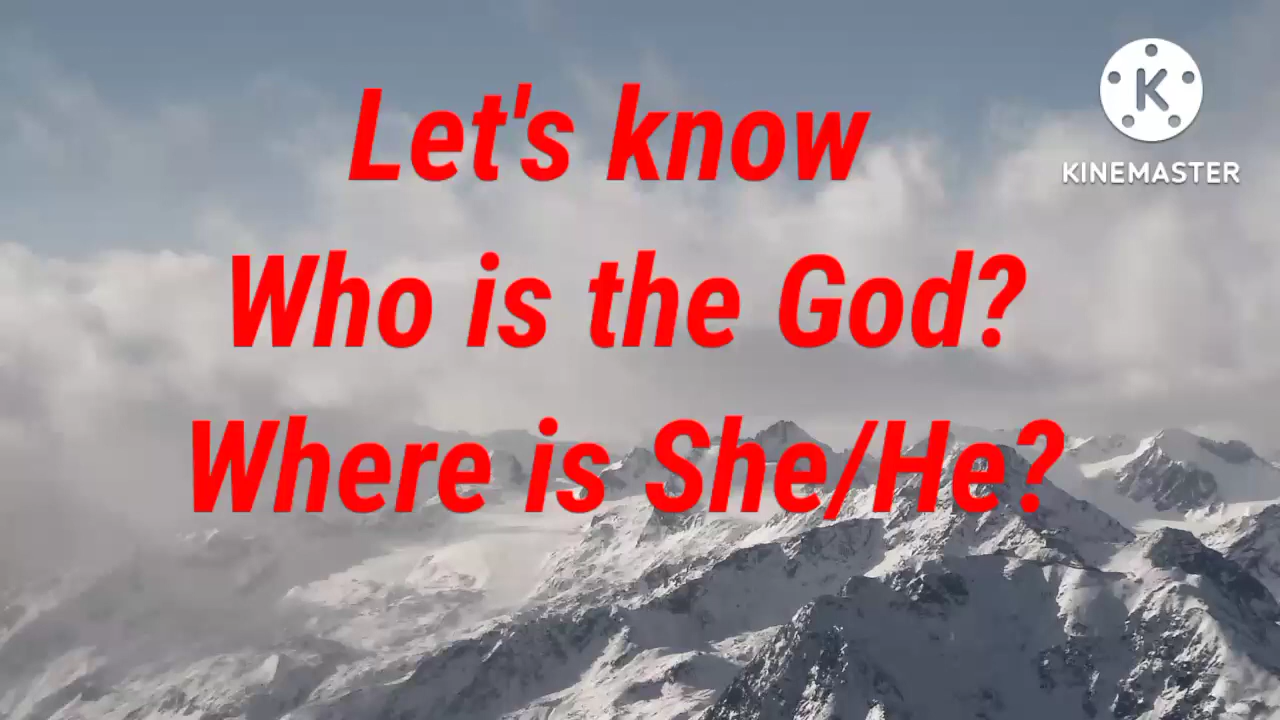 Let's know
Who is the God?
Where is She/He?
K
KINEMASTER